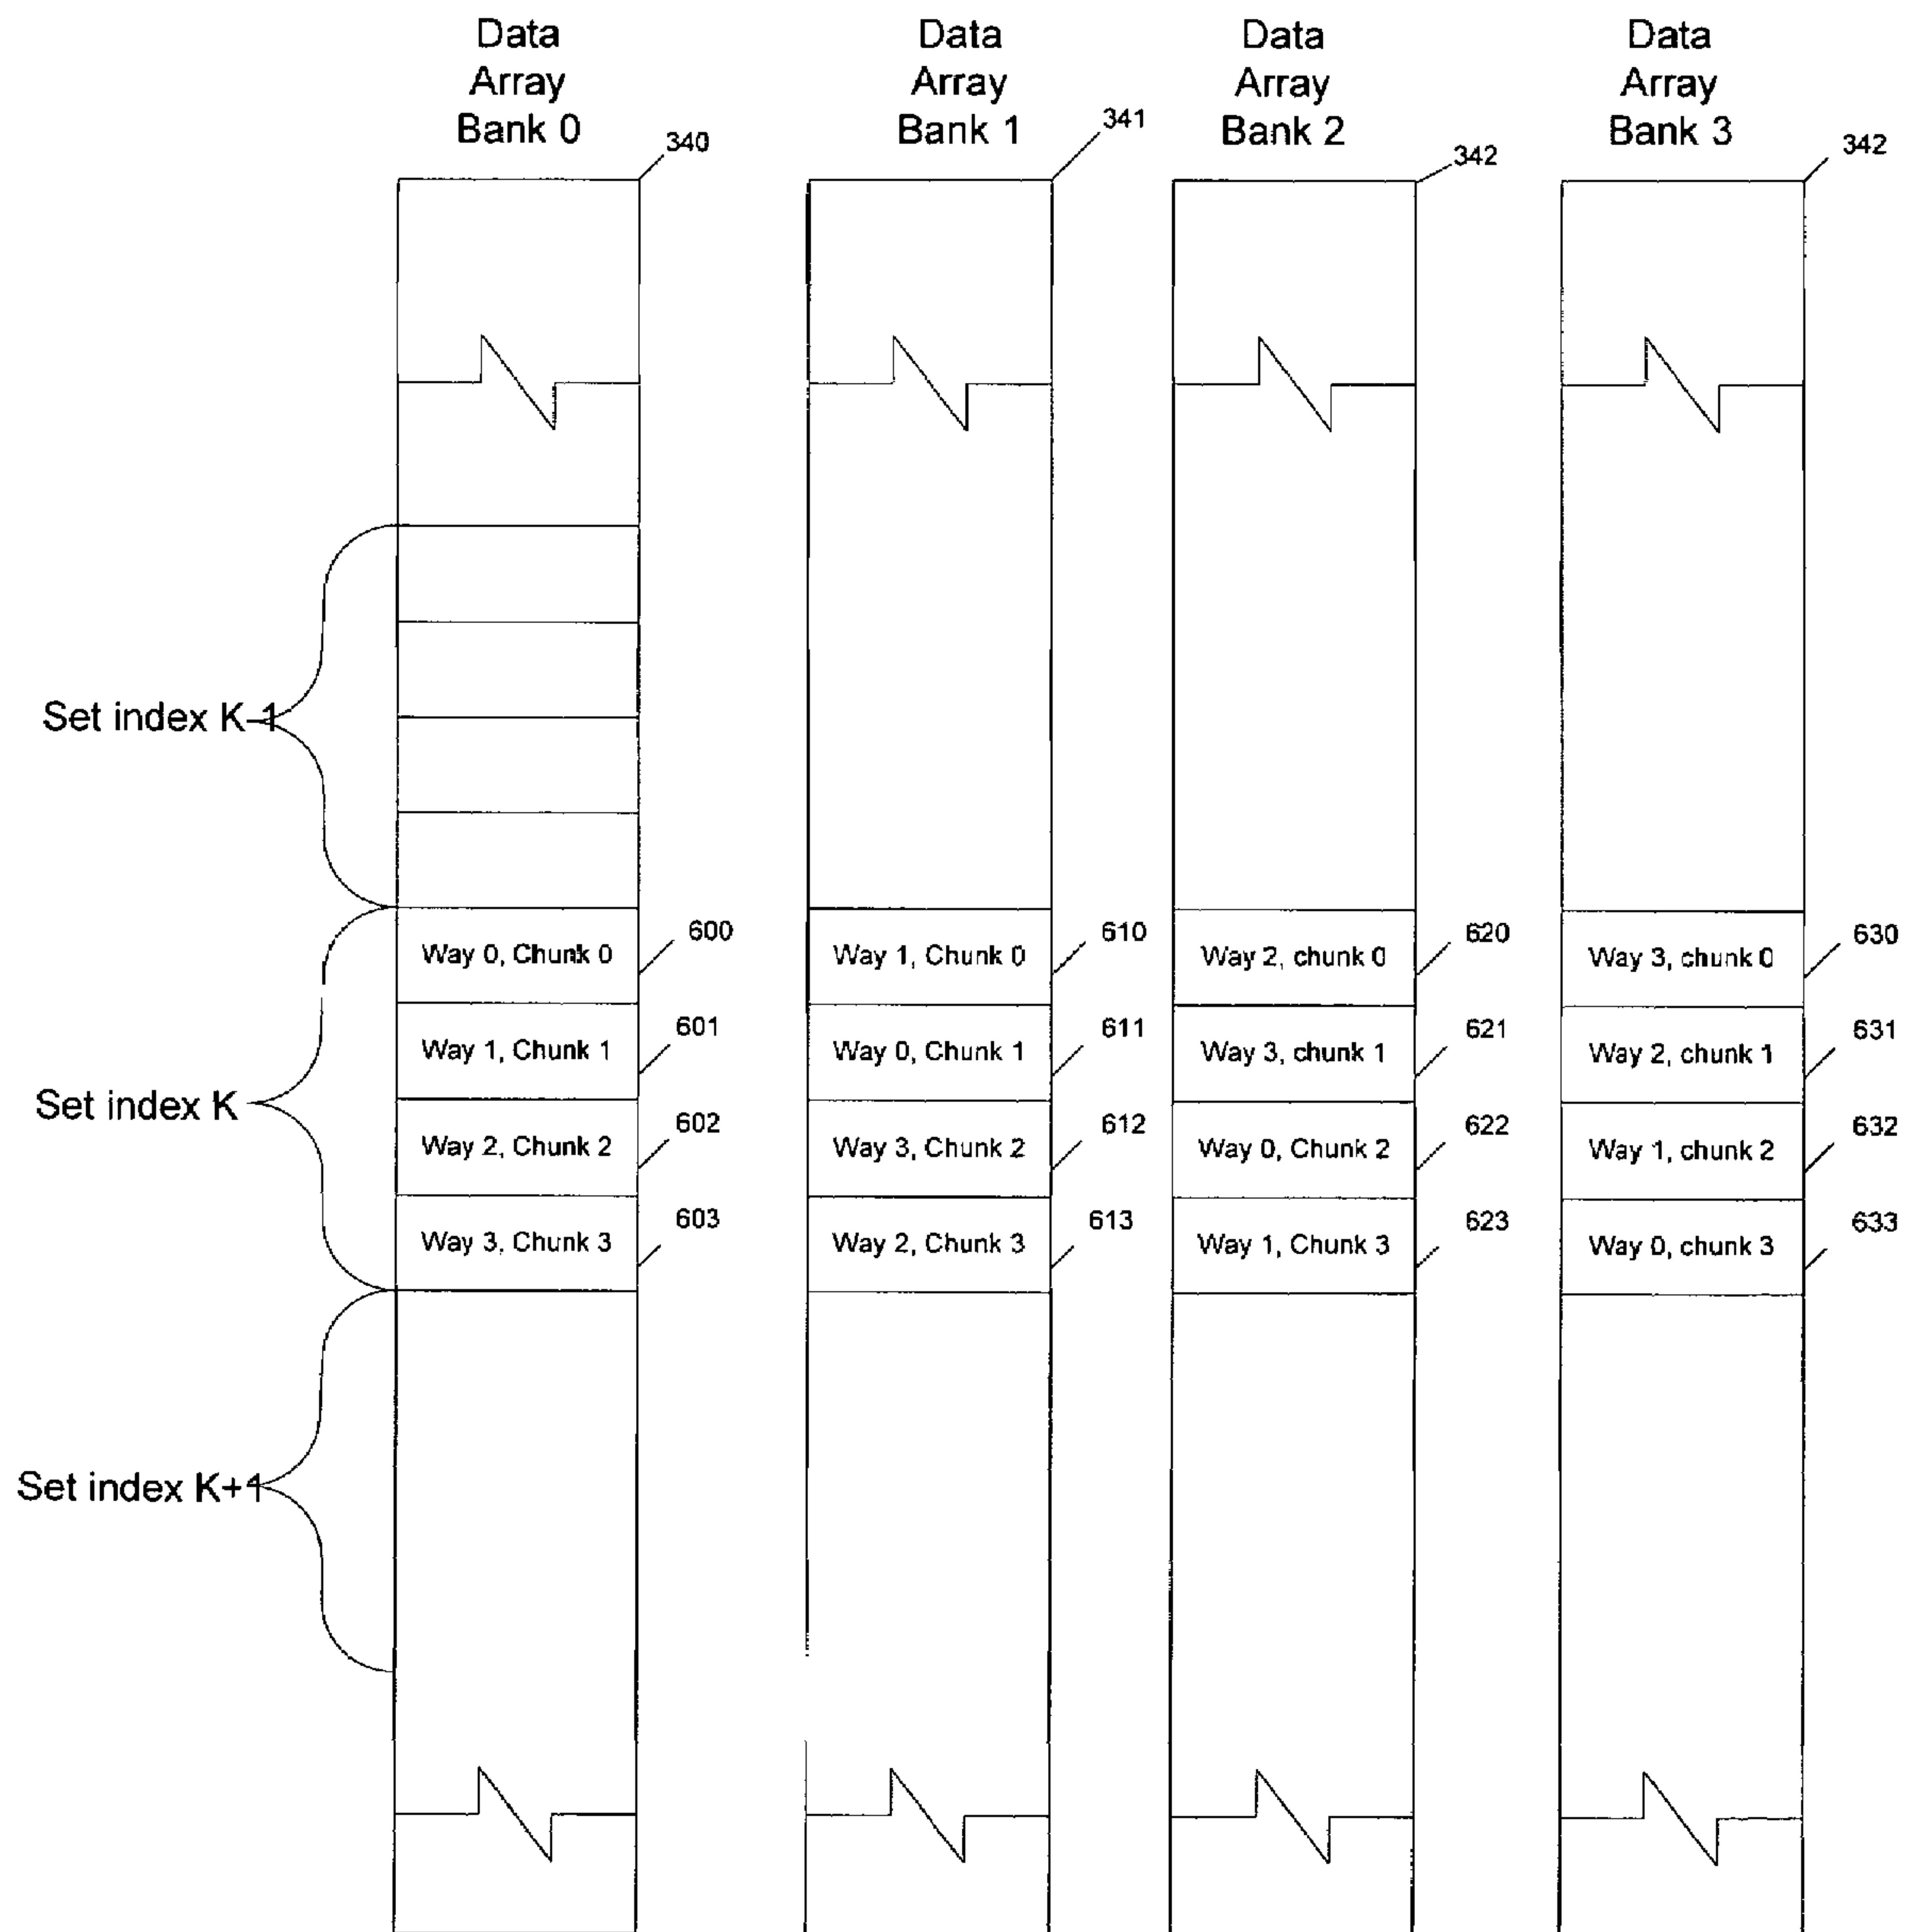 Data
Array
Bank 0
Data
Array
Bank 1
Data
Array
Bank 2
Data
Array
Bank 3
340
341
342
342
Set index K-1
Set index K
Set index K+1
Way 0, Chunk 0
600
Way 1, Chunk 0
610
Way 2, chunk 0
620
Way 3, chunk 0
630
Way 1, Chunk 1
601
Way 0, Chunk 1
611
Way 3, chunk 1
621
Way 2, chunk 1
631
Way 2, Chunk 2
602
Way 3, Chunk 2
612
Way 0, Chunk 2
622
Way 1, chunk 2
632
Way 3, Chunk 3
603
Way 2, Chunk 3
613
Way 1, Chunk 3
623
Way 0, chunk 3
633